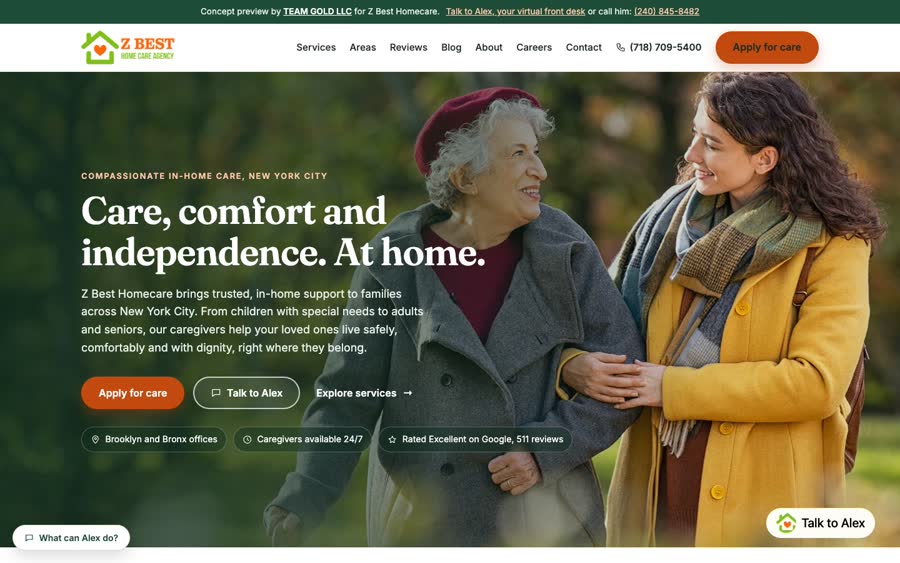 Concept preview by TEAM GOLD LLC for Z Best Homecare. Talk to Alex, your virtual front desk or call him: (240) 845-8482
Z BEST
HOME CARE AGENCY
Services Areas Reviews Blog About Careers Contact (718) 709-5400 Apply for care
COMPASSIONATE IN-HOME CARE, NEW YORK CITY
Care, comfort and
independence. At home.
Z Best Homecare brings trusted, in-home support to families
across New York City. From children with special needs to adults
and seniors, our caregivers help your loved ones live safely,
comfortably and with dignity, right where they belong.
Apply for care Talk to Alex Explore services →
Brooklyn and Bronx offices Caregivers available 24/7 Rated Excellent on Google, 511 reviews
What can Alex do?
Talk to Alex